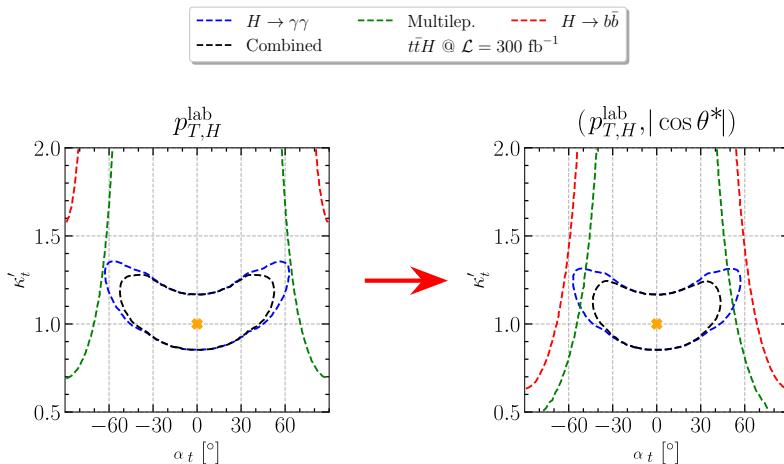 H → γγ Multilep. H → bb̄
Combined tt̄H @ 𝓛 = 300 fb⁻¹
p_{T,H}^{lab} (p_{T,H}^{lab}, |cos θ*|)
2.0 2.0
1.5 1.5
κ′_t κ′_t
1.0 1.0
0.5 0.5
−60 −30 0 30 60 −60 −30 0 30 60
α_t [°] α_t [°]